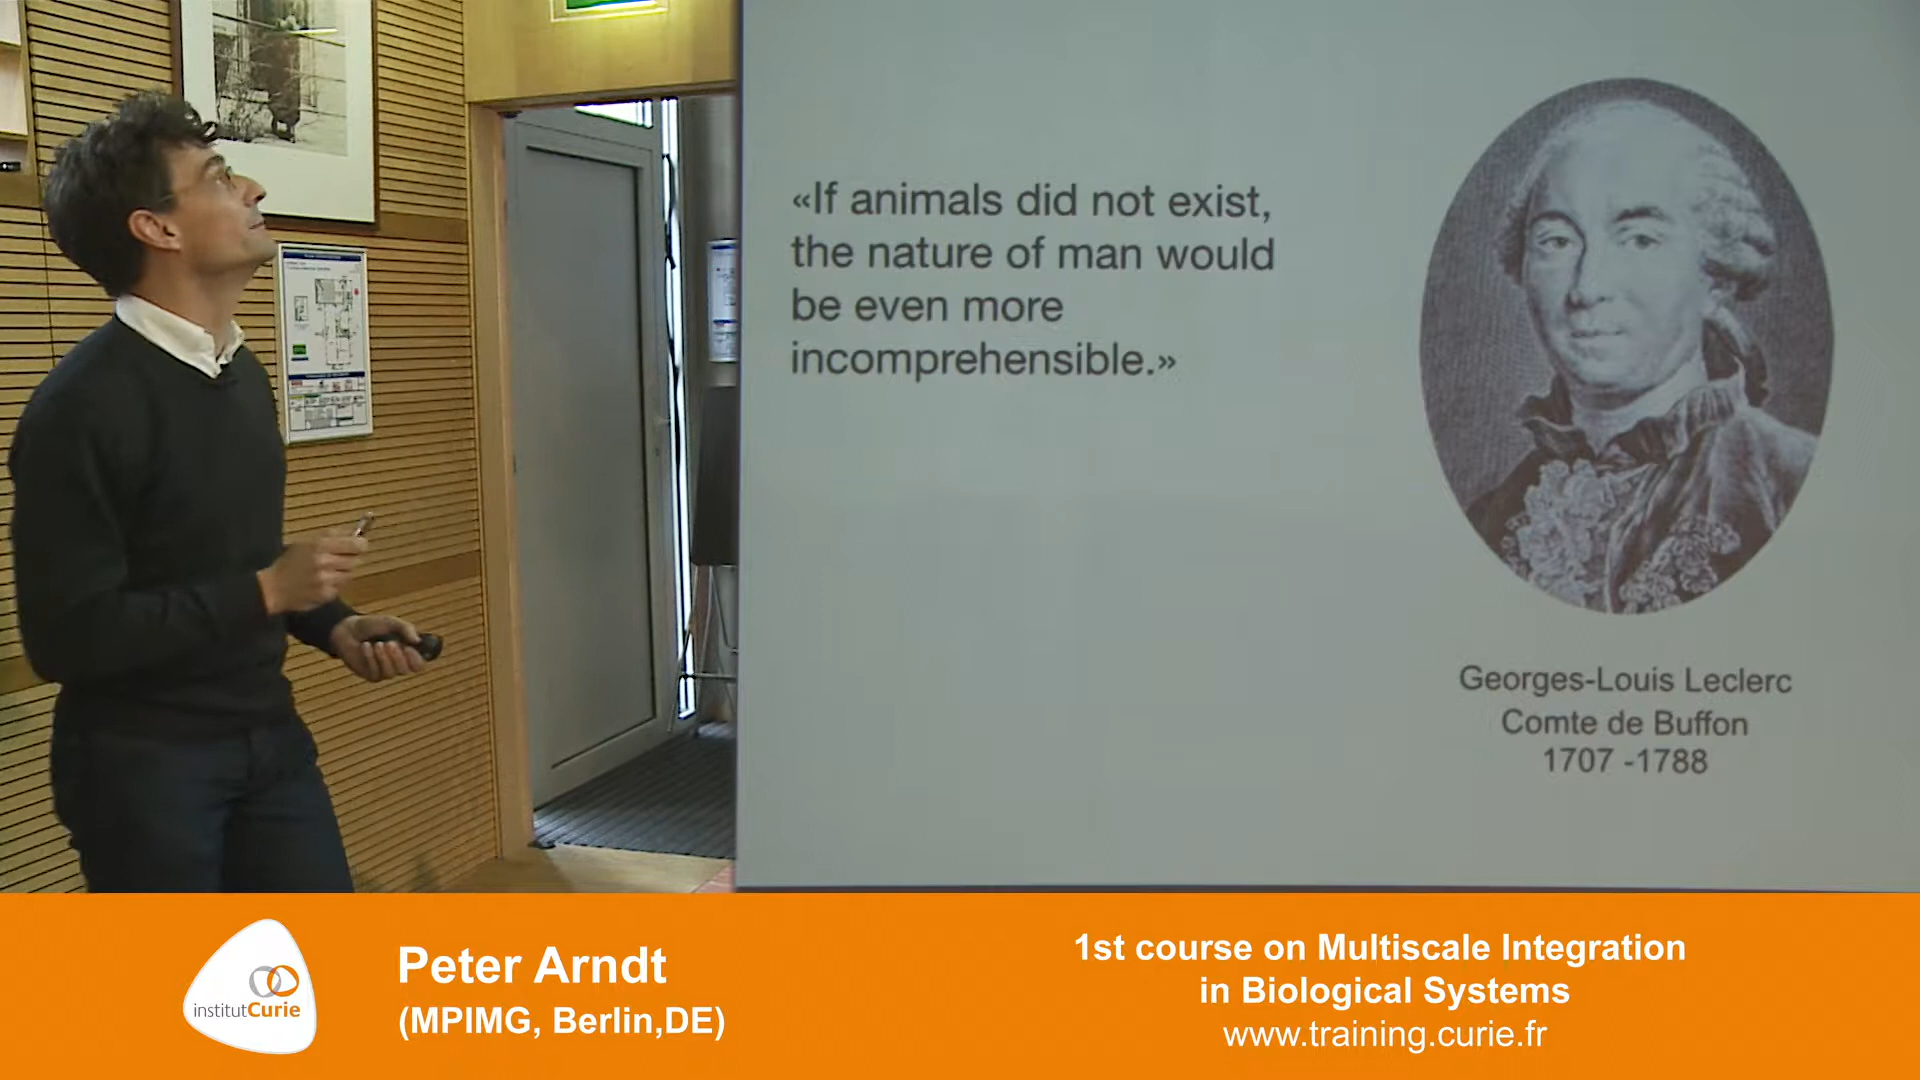 «If animals did not exist,
the nature of man would
be even more
incomprehensible.»
Georges-Louis Leclerc
Comte de Buffon
1707 -1788
institutCurie
Peter Arndt
(MPIMG, Berlin,DE)
1st course on Multiscale Integration
in Biological Systems
www.training.curie.fr